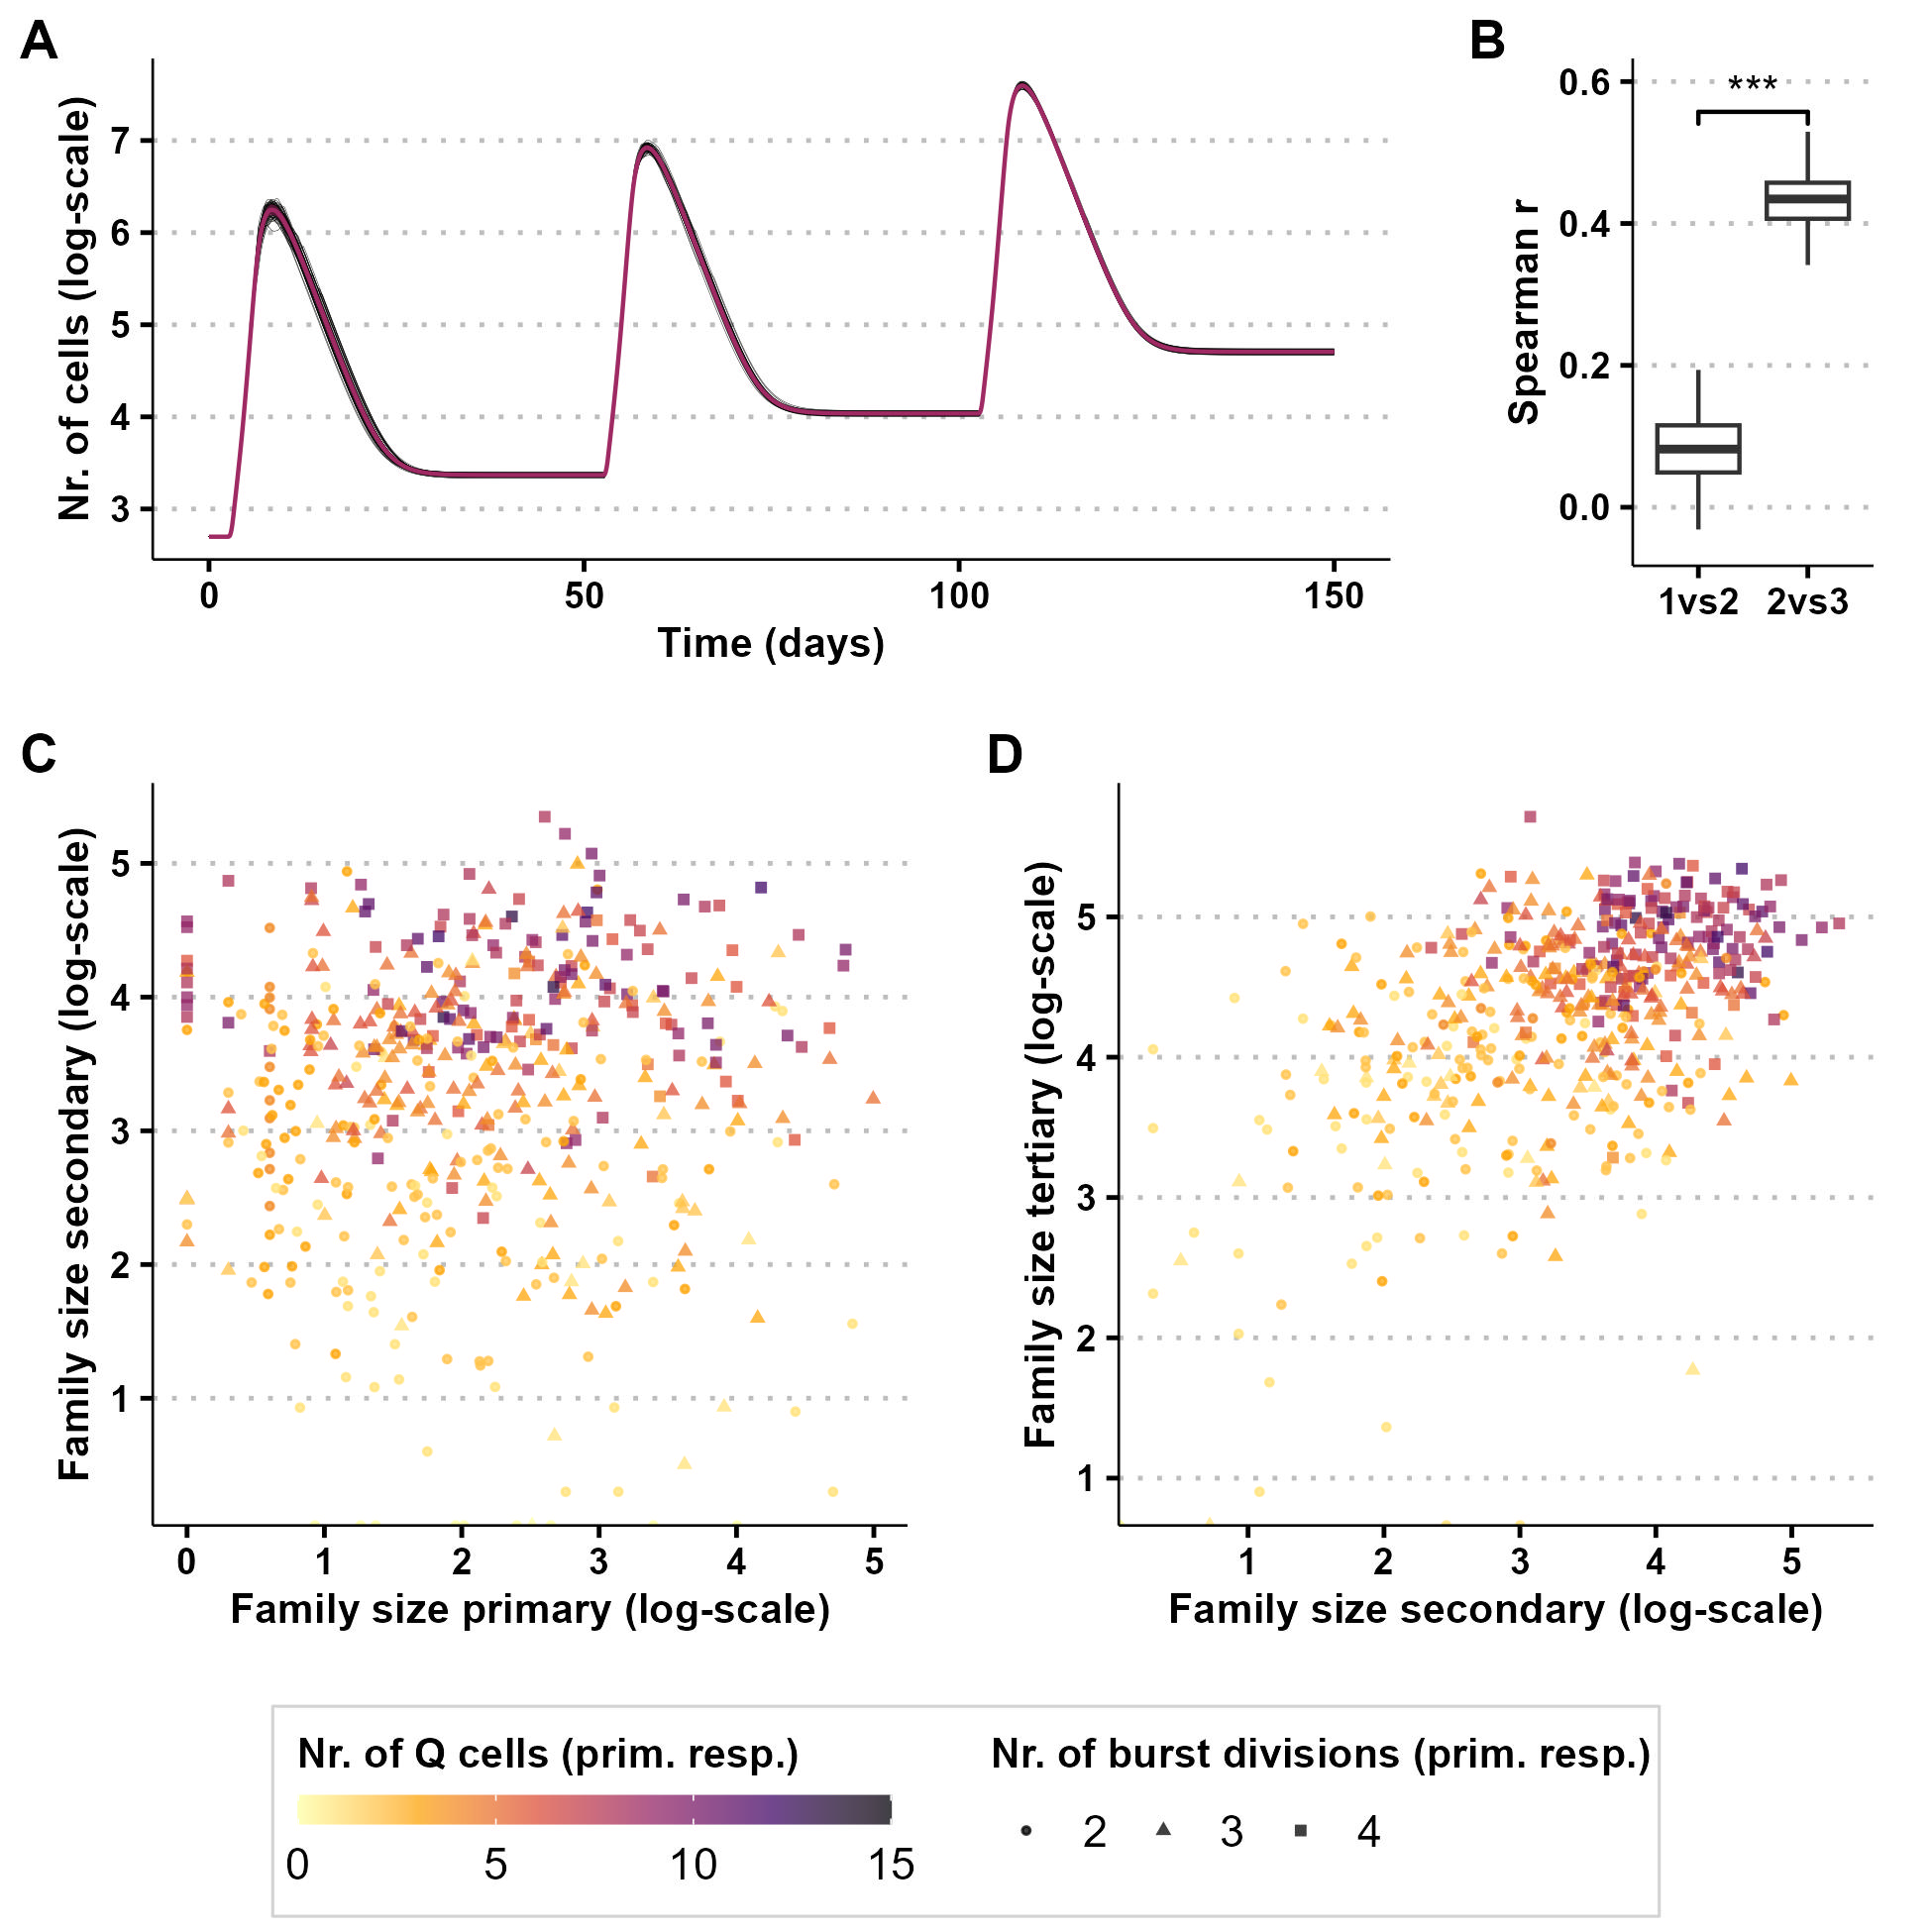 A
Nr. of cells (log-scale)
7
6
5
4
3
0 50 100 150
Time (days)
B
Spearman r
0.6
0.4
0.2
0.0
***
1vs2 2vs3
C
Family size secondary (log-scale)
5
4
3
2
1
0 1 2 3 4 5
Family size primary (log-scale)
D
Family size tertiary (log-scale)
5
4
3
2
1
1 2 3 4 5
Family size secondary (log-scale)
Nr. of Q cells (prim. resp.)
0 5 10 15
Nr. of burst divisions (prim. resp.)
2 3 4